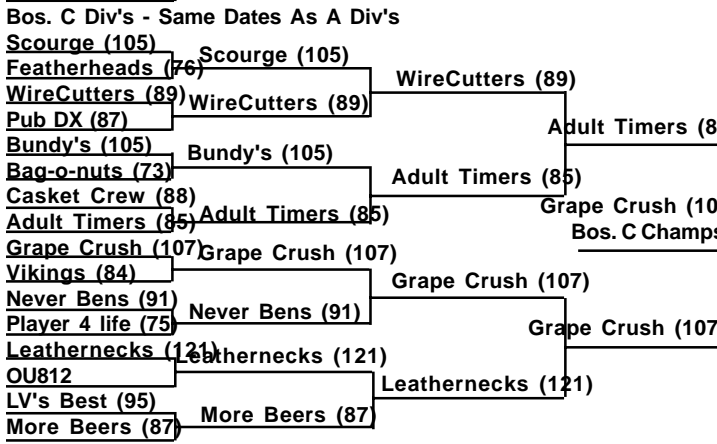 Bos. C Div's - Same Dates As A Div's
Scourge (105)
Featherheads (76)
WireCutters (89)
Pub DX (87)
Bundy's (105)
Bag-o-nuts (73)
Casket Crew (88)
Adult Timers (85)
Grape Crush (107)
Vikings (84)
Never Bens (91)
Player 4 life (75)
Leathernecks (121)
OU812
LV's Best (95)
More Beers (87)
Scourge (105)
WireCutters (89)
Bundy's (105)
Adult Timers (85)
Grape Crush (107)
Never Bens (91)
Leathernecks (121)
More Beers (87)
WireCutters (89)
Adult Timers (85)
Grape Crush (107)
Leathernecks (121)
Adult Timers (8
Grape Crush (107
Grape Crush (10
Bos. C Champs